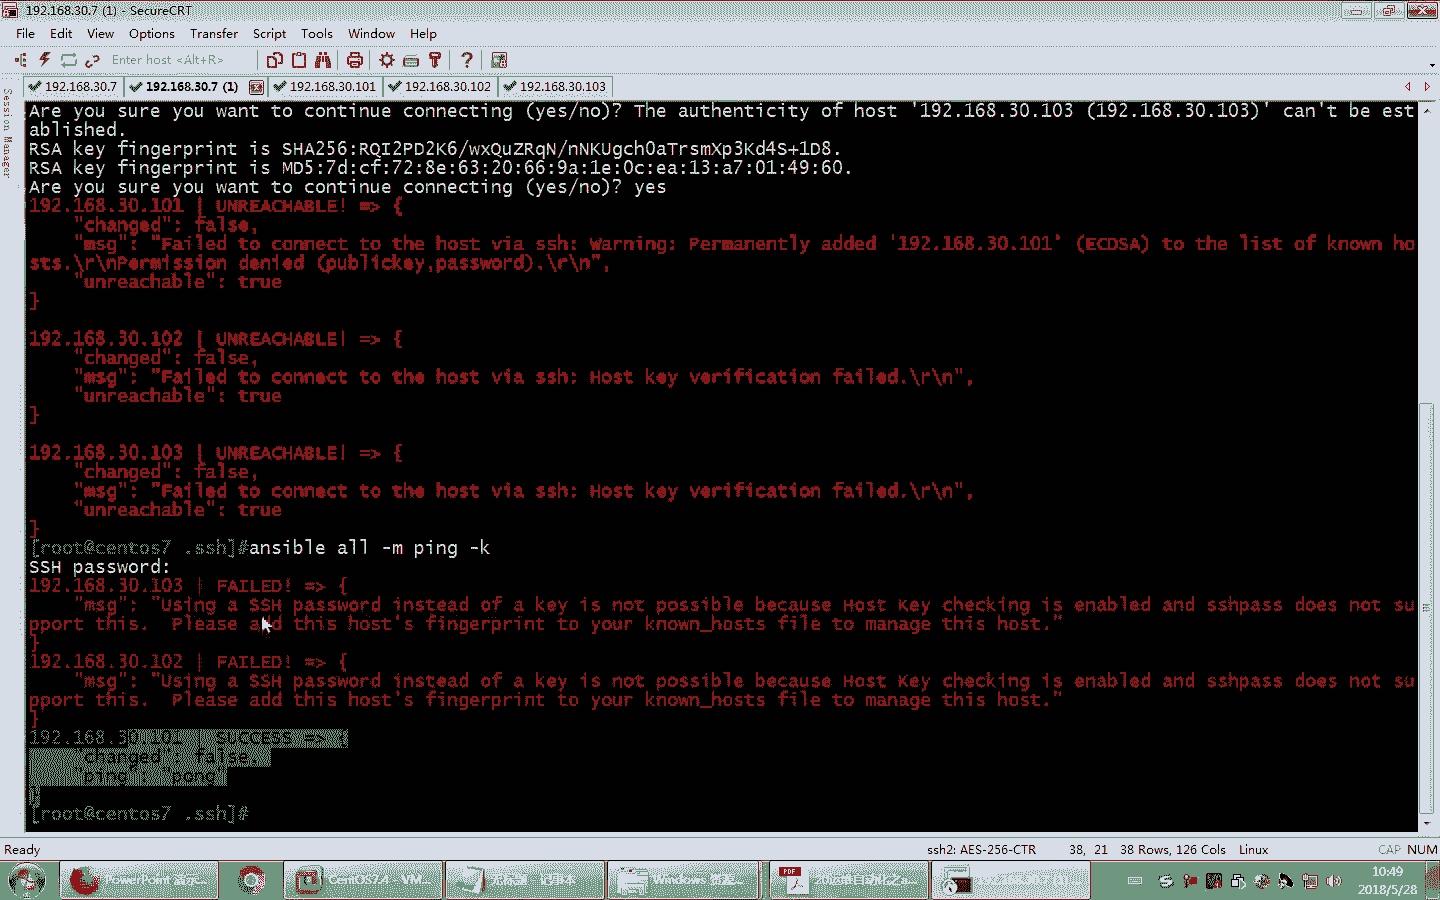 192.168.30.7 (1) - SecureCRT
File Edit View Options Transfer Script Tools Window Help
Enter host <Alt+R>
192.168.30.7 192.168.30.7 (1) 192.168.30.101 192.168.30.102 192.168.30.103
Session Manager
Are you sure you want to continue connecting (yes/no)? The authenticity of host '192.168.30.103 (192.168.30.103)' can't be est
ablished.
RSA key fingerprint is SHA256:RQI2PD2K6/wxQuZRqN/nNKUgch0aTrsmXp3Kd4S+1D8.
RSA key fingerprint is MD5:7d:cf:72:8e:63:20:66:9a:1e:0c:ea:13:a7:01:49:60.
Are you sure you want to continue connecting (yes/no)? yes
192.168.30.101 | UNREACHABLE! => {
"changed": false,
"msg": "Failed to connect to the host via ssh: Warning: Permanently added '192.168.30.101' (ECDSA) to the list of known ho
sts.\r\nPermission denied (publickey,password).\r\n",
"unreachable": true
}
192.168.30.102 | UNREACHABLE! => {
"changed": false,
"msg": "Failed to connect to the host via ssh: Host key verification failed.\r\n",
"unreachable": true
}
192.168.30.103 | UNREACHABLE! => {
"changed": false,
"msg": "Failed to connect to the host via ssh: Host key verification failed.\r\n",
"unreachable": true
}
[root@centos7 .ssh]#ansible all -m ping -k
SSH password:
192.168.30.103 | FAILED! => {
"msg": "Using a SSH password instead of a key is not possible because Host Key checking is enabled and sshpass does not su
pport this.  Please add this host's fingerprint to your known_hosts file to manage this host."
}
192.168.30.102 | FAILED! => {
"msg": "Using a SSH password instead of a key is not possible because Host Key checking is enabled and sshpass does not su
pport this.  Please add this host's fingerprint to your known_hosts file to manage this host."
}
192.168.30.101 | SUCCESS => {
"changed": false,
"ping": "pong"
}
[root@centos7 .ssh]#
Ready ssh2: AES-256-CTR 38, 21 38 Rows, 126 Cols Linux CAP NUM
PowerPoint CentOS7.4 - VM... Windows 10:49
2018/5/28